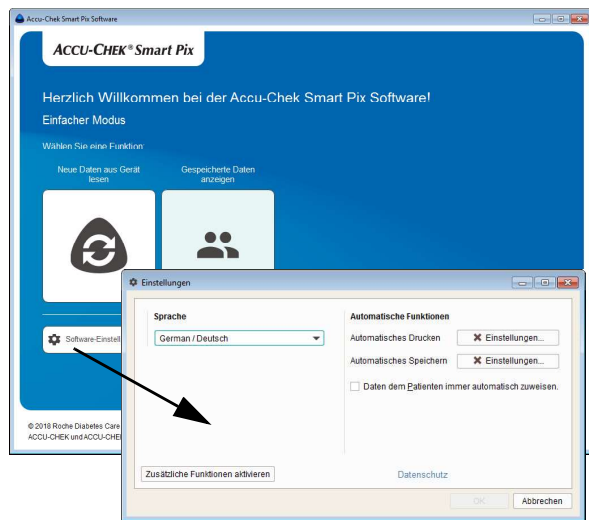 Accu-Chek Smart Pix Software
ACCU-CHEK® Smart Pix
Herzlich Willkommen bei der Accu-Chek Smart Pix Software!
Einfacher Modus
Wählen Sie eine Funktion:
Neue Daten aus Gerät
lesen
Gespeicherte Daten
anzeigen
Software-Einstell
© 2018 Roche Diabetes Care
ACCU-CHEK und ACCU-CHE
Einstellungen
Sprache
German / Deutsch
Zusätzliche Funktionen aktivieren
Automatische Funktionen
Automatisches Drucken
Einstellungen...
Automatisches Speichern
Einstellungen...
Daten dem Patienten immer automatisch zuweisen.
Datenschutz
OK
Abbrechen